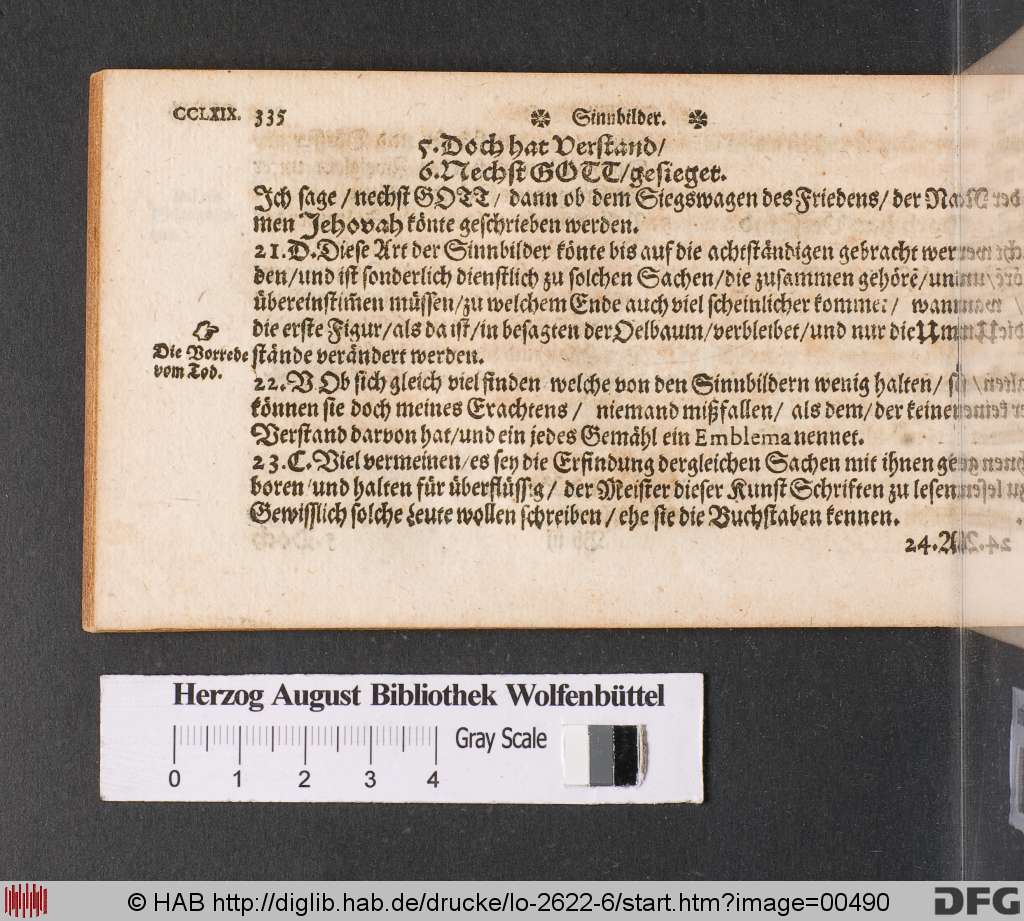 CCLXIX. 335 Sinnbilder.
5. Doch hat Verstand/
6. Nechst GOTT/gesieget.
Ich sage / nechst GOTT/ dann ob dem Siegswagen des Friedens/ der Na-
men Jehovah könte geschrieben werden.
21. D. Diese Art der Sinnbilder könte bis auf die achtständigen gebracht wer-
den/und ist sonderlich dienstlich zu solchen Sachen/die zusammen gehörẽ/und
übereinstim̃en müssen/zu welchem Ende auch viel scheinlicher kommet/ wann
die erste Figur/als da ist/in besagten der Oelbaum/verbleibet/und nur die Um-
☞
Die Vorrede
vom Tod.
stände verändert werden.
22. V. Ob sich gleich viel finden welche von den Sinnbildern wenig halten/ so
können sie doch meines Erachtens / niemand mißfallen/ als dem/ der keinen
Verstand darvon hat/und ein jedes Gemähl ein Emblema nennet.
23. C. Viel vermeinen/es sey die Erfindung dergleichen Sachen mit ihnen ge-
boren/und halten für überflüssig/ der Meister dieser Kunst Schriften zu lesen.
Gewisslich solche Leute wollen schreiben/ ehe sie die Buchstaben kennen.
24. A
Herzog August Bibliothek Wolfenbüttel
Gray Scale
0 1 2 3 4
© HAB http://diglib.hab.de/drucke/lo-2622-6/start.htm?image=00490
DFG